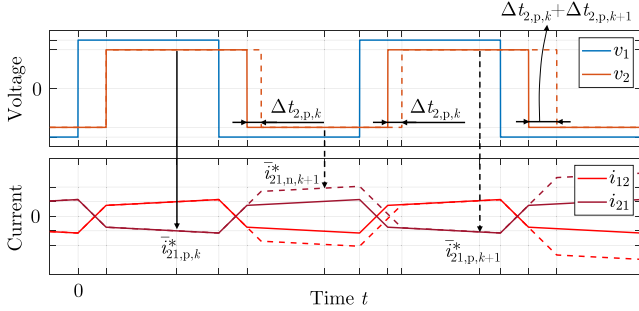 Δt₂,ₚ,ₖ+Δt₂,ₚ,ₖ₊₁
v₁
v₂
Voltage
0
Δt₂,ₚ,ₖ
Δt₂,ₚ,ₖ
ī*₂₁,ₙ,ₖ₊₁
i₁₂
i₂₁
Current
0
ī*₂₁,ₚ,ₖ
ī*₂₁,ₚ,ₖ₊₁
0
Time t